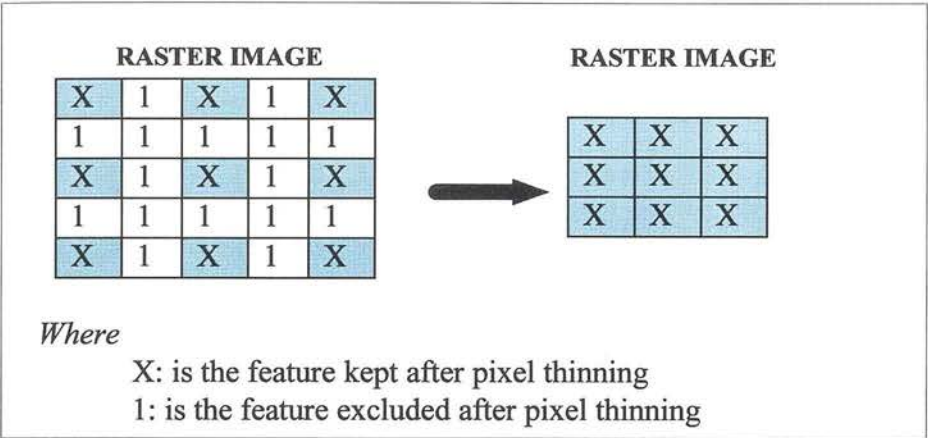 RASTER IMAGE
X 1 X 1 X
1 1 1 1 1
X 1 X 1 X
1 1 1 1 1
X 1 X 1 X
RASTER IMAGE
X X X
X X X
X X X
Where
X: is the feature kept after pixel thinning
1: is the feature excluded after pixel thinning